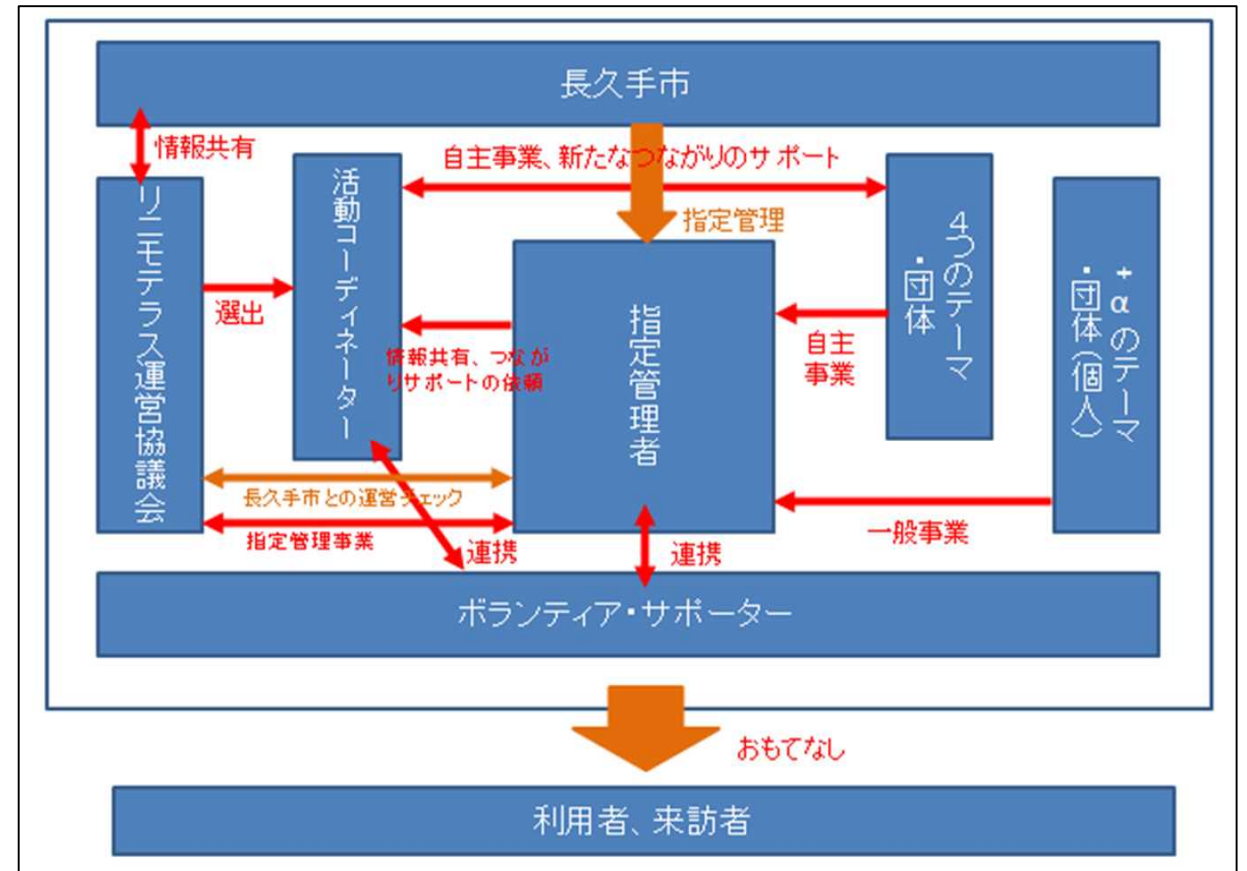 長久手市
情報共有
自主事業、新たなつながりのサポート
指定管理
リニモテラス運営協議会
活動コーディネーター
4つのテーマ
・団体
+αのテーマ
・団体(個人)
選出
指定管理者
自主
事業
情報共有、つなが
りサポートの依頼
長久手市との運営チェック
指定管理事業
連携
連携
一般事業
ボランティア・サポーター
おもてなし
利用者、来訪者